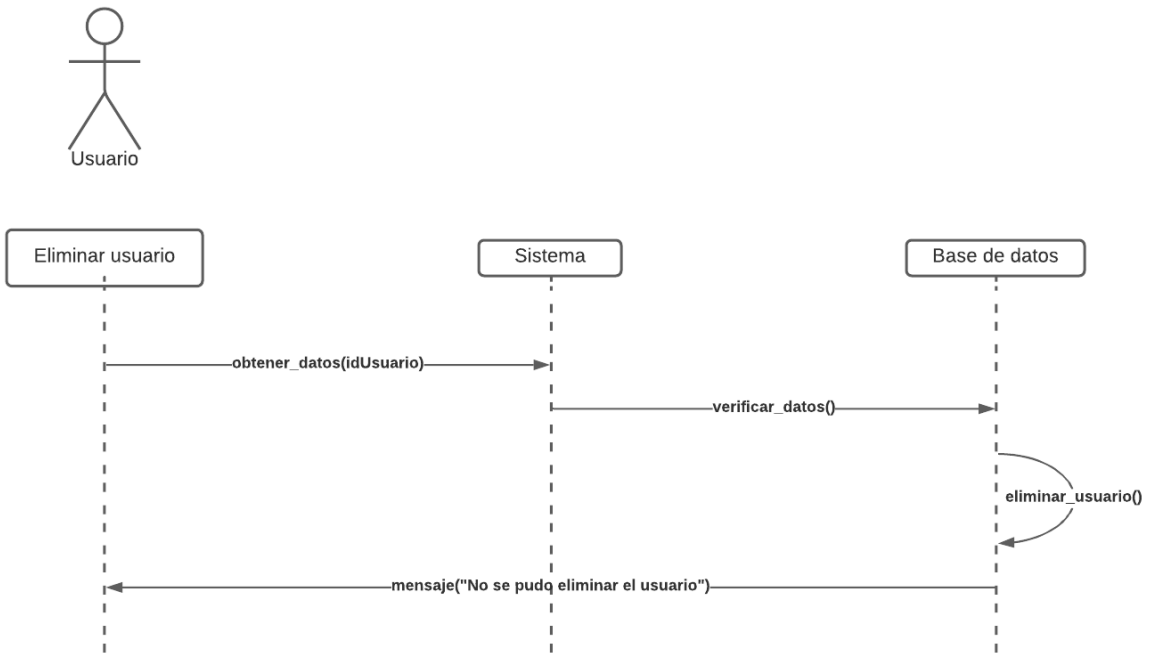 Usuario
Eliminar usuario
Sistema
Base de datos
obtener_datos(idUsuario)
verificar_datos()
eliminar_usuario()
mensaje("No se pudo eliminar el usuario")